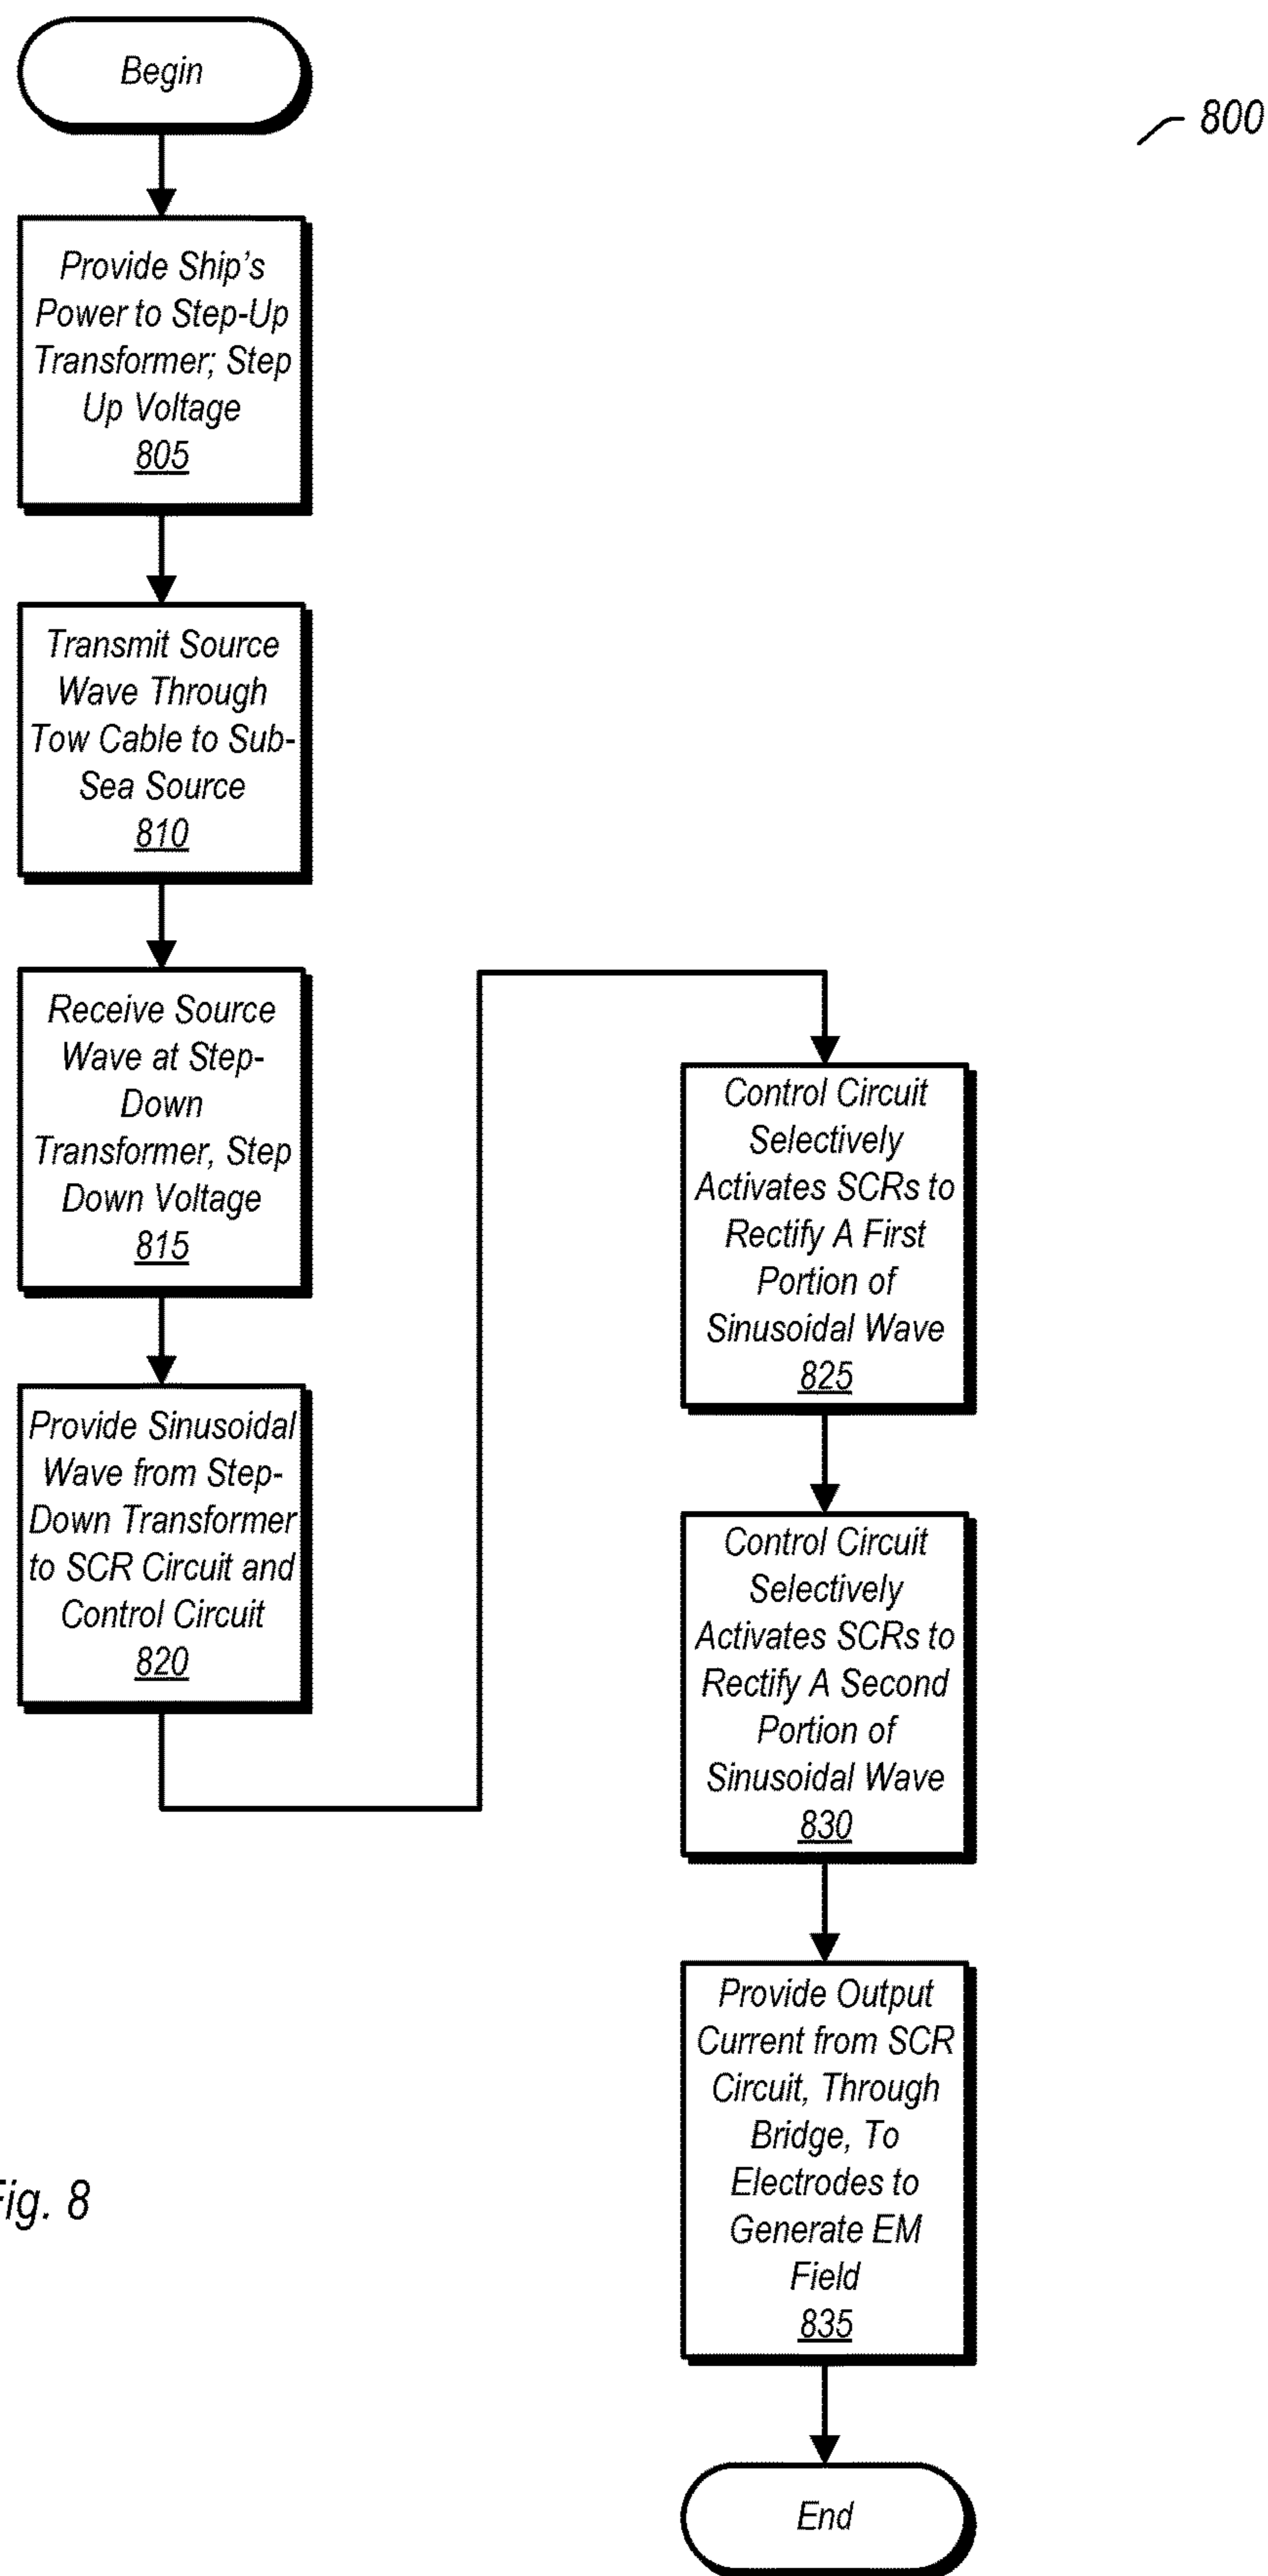 Begin
800
Provide Ship's
Power to Step-Up
Transformer; Step
Up Voltage
805
Transmit Source
Wave Through
Tow Cable to Sub-
Sea Source
810
Receive Source
Wave at Step-
Down
Transformer, Step
Down Voltage
815
Provide Sinusoidal
Wave from Step-
Down Transformer
to SCR Circuit and
Control Circuit
820
Control Circuit
Selectively
Activates SCRs to
Rectify A First
Portion of
Sinusoidal Wave
825
Control Circuit
Selectively
Activates SCRs to
Rectify A Second
Portion of
Sinusoidal Wave
830
Provide Output
Current from SCR
Circuit, Through
Bridge, To
Electrodes to
Generate EM
Field
835
End
Fig. 8